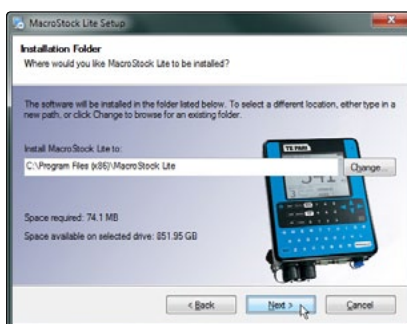 MacroStock Lite Setup
Installation Folder
Where would you like MacroStock Lite to be installed?
The software will be installed in the folder listed below. To select a different location, either type in a
new path, or click Change to browse for an existing folder.
Install MacroStock Lite to:
C:\Program Files (x86)\MacroStock Lite
Change...
TE PARI
Space required: 74.1 MB
Space available on selected drive: 851.95 GB
< Back
Next >
Cancel